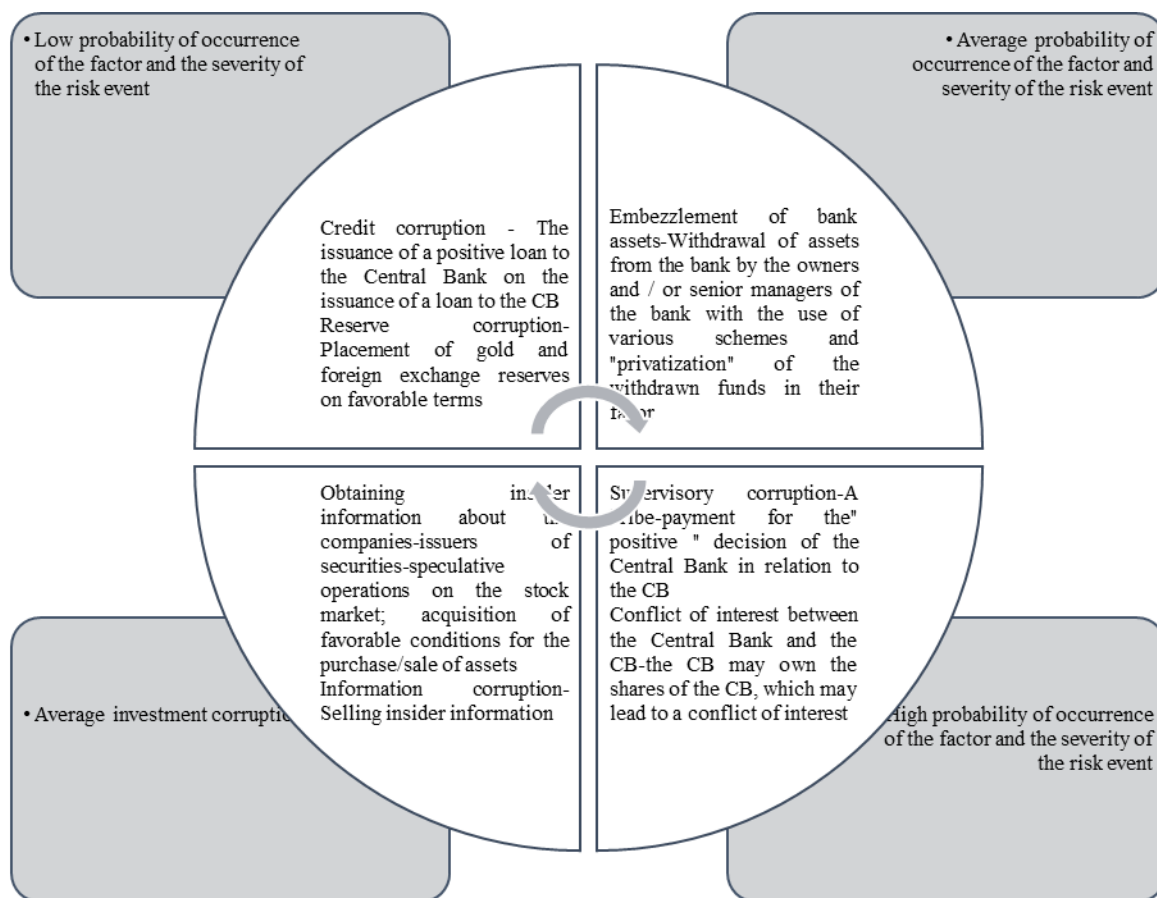 • Low probability of occurrence
of the factor and the severity of
the risk event
• Average probability of
occurrence of the factor and
severity of the risk event
Credit corruption - The
issuance of a positive loan to
the Central Bank on the
issuance of a loan to the CB
Reserve corruption-
Placement of gold and
foreign exchange reserves
on favorable terms
Embezzlement of bank
assets-Withdrawal of assets
from the bank by the owners
and / or senior managers of
the bank with the use of
various schemes and
"privatization" of the
withdrawn funds in their
favor
Obtaining insider
information about the
companies-issuers of
securities-speculative
operations on the stock
market; acquisition of
favorable conditions for the
purchase/sale of assets
Information corruption-
Selling insider information
Supervisory corruption-A
bribe-payment for the"
positive " decision of the
Central Bank in relation to
the CB
Conflict of interest between
the Central Bank and the
CB-the CB may own the
shares of the CB, which may
lead to a conflict of interest
• Average investment corruption
High probability of occurrence
of the factor and the severity of
the risk event